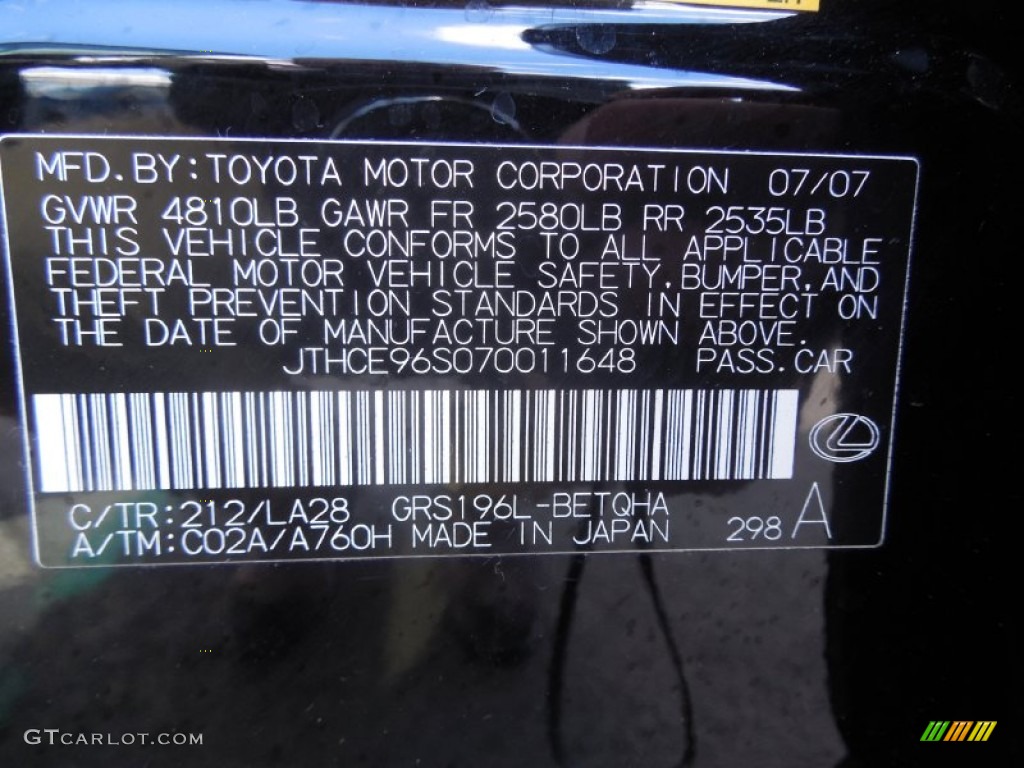 MFD. BY: TOYOTA MOTOR CORPORATION 07/07
GVWR 4810LB GAWR FR 2580LB RR 2535LB
THIS VEHICLE CONFORMS TO ALL APPLICABLE
FEDERAL MOTOR VEHICLE SAFETY, BUMPER, AND
THEFT PREVENTION STANDARDS IN EFFECT ON
THE DATE OF MANUFACTURE SHOWN ABOVE.
JTHCE96S070011648 PASS. CAR
C/TR: 212/LA28 GRS196L-BETQHA
A/TM: C02A/A760H MADE IN JAPAN 298 A
GTCARLOT.COM